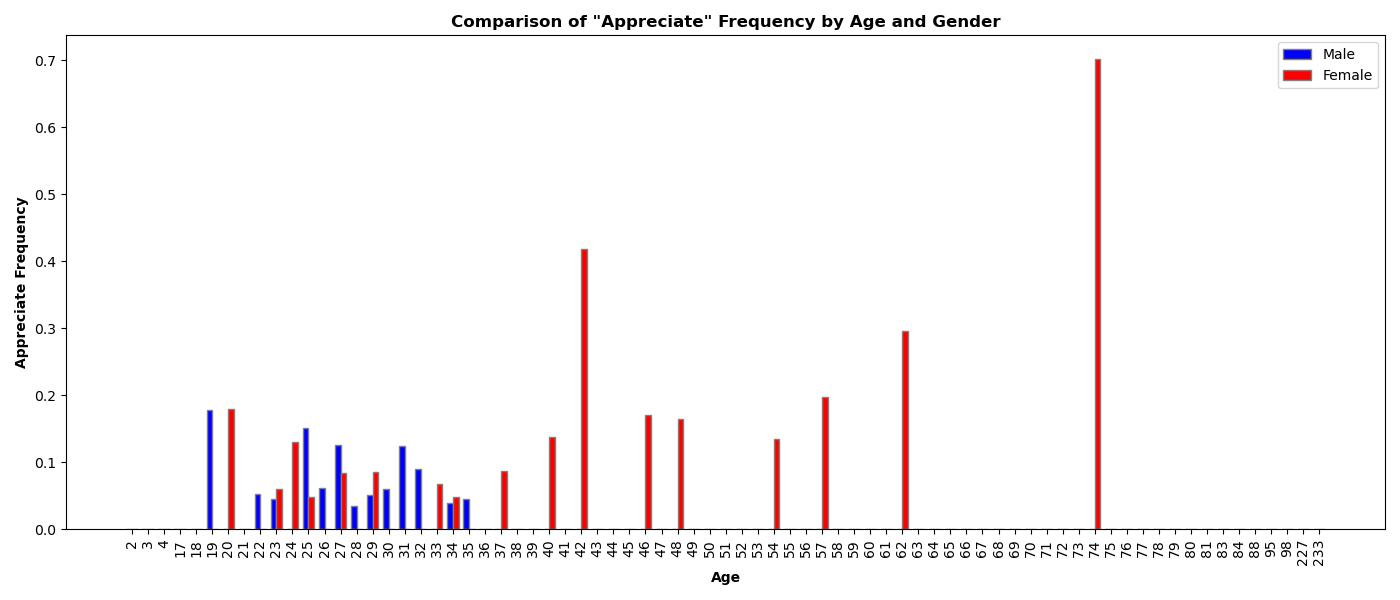 Comparison of "Appreciate" Frequency by Age and Gender
Male
Female
Appreciate Frequency
0.7
0.6
0.5
0.4
0.3
0.2
0.1
0.0
2 3 4 17 18 19 20 21 22 23 24 25 26 27 28 29 30 31 32 33 34 35 36 37 38 39 40 41 42 43 44 45 46 47 48 49 50 51 52 53 54 55 56 57 58 59 60 61 62 63 64 65 66 67 68 69 70 71 72 73 74 75 76 77 78 79 80 81 83 84 88 95 98 227 233
Age